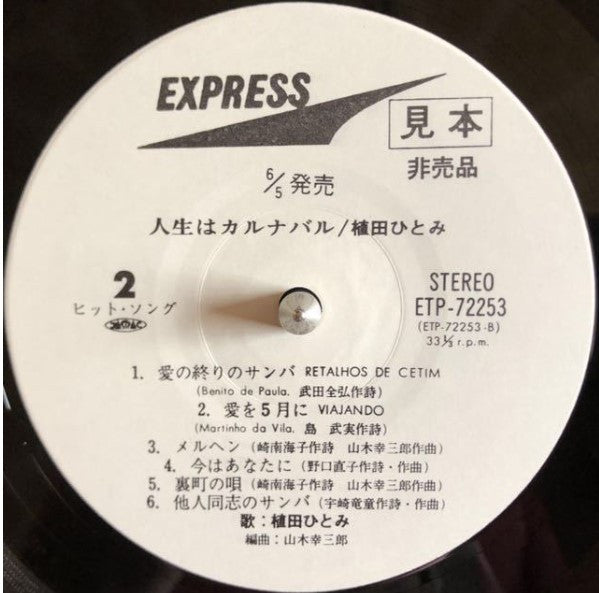 EXPRESS
見本
非売品
6/5 発売
人生はカルナバル/植田ひとみ
2
ヒット・ソング
STEREO
ETP-72253
(ETP-72253-B)
33⅓ r.p.m.
1. 愛の終りのサンバ RETALHOS DE CETIM
(Benito de Paula. 武田全弘作詩)
2. 愛を5月に VIAJANDO
(Martinho da Vila. 島 武実作詩)
3. メルヘン (崎南海子作詩 山木幸三郎作曲)
4. 今はあなたに (野口直子作詩・作曲)
5. 裏町の唄 (崎南海子作詩 山木幸三郎作曲)
6. 他人同志のサンバ (宇崎竜童作詩・作曲)
歌:植田ひとみ
編曲:山木幸三郎